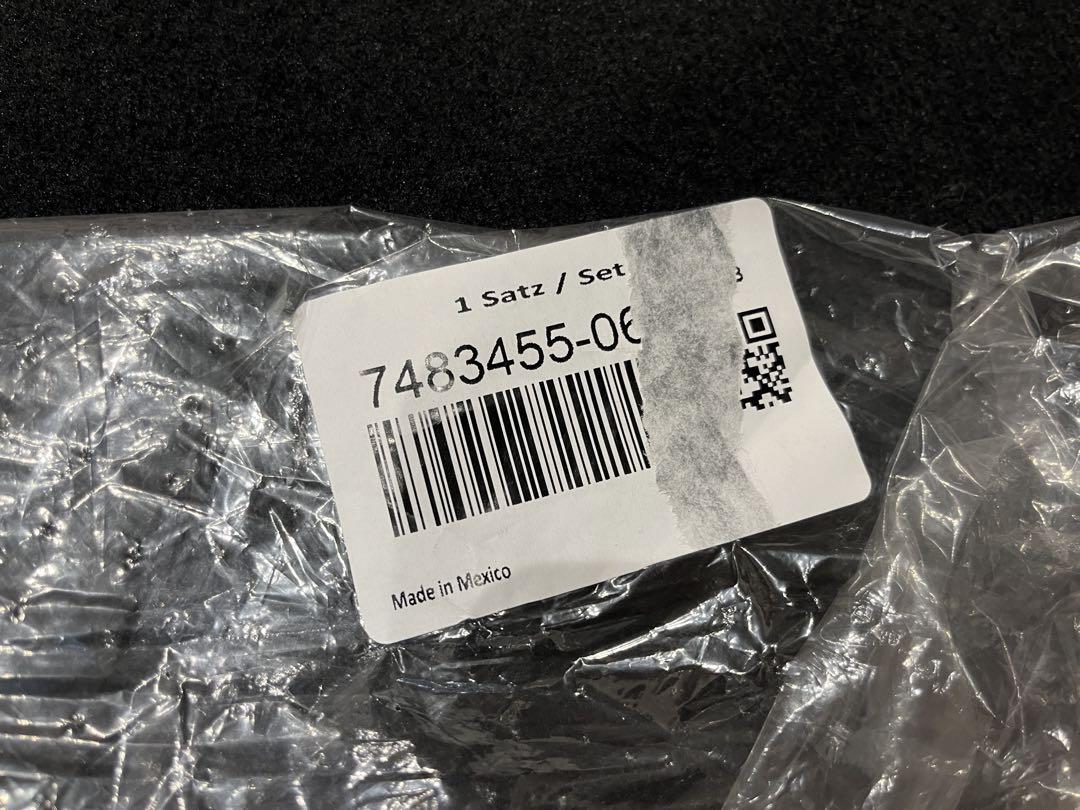 1 Satz / Set
7483455-06
Made in Mexico